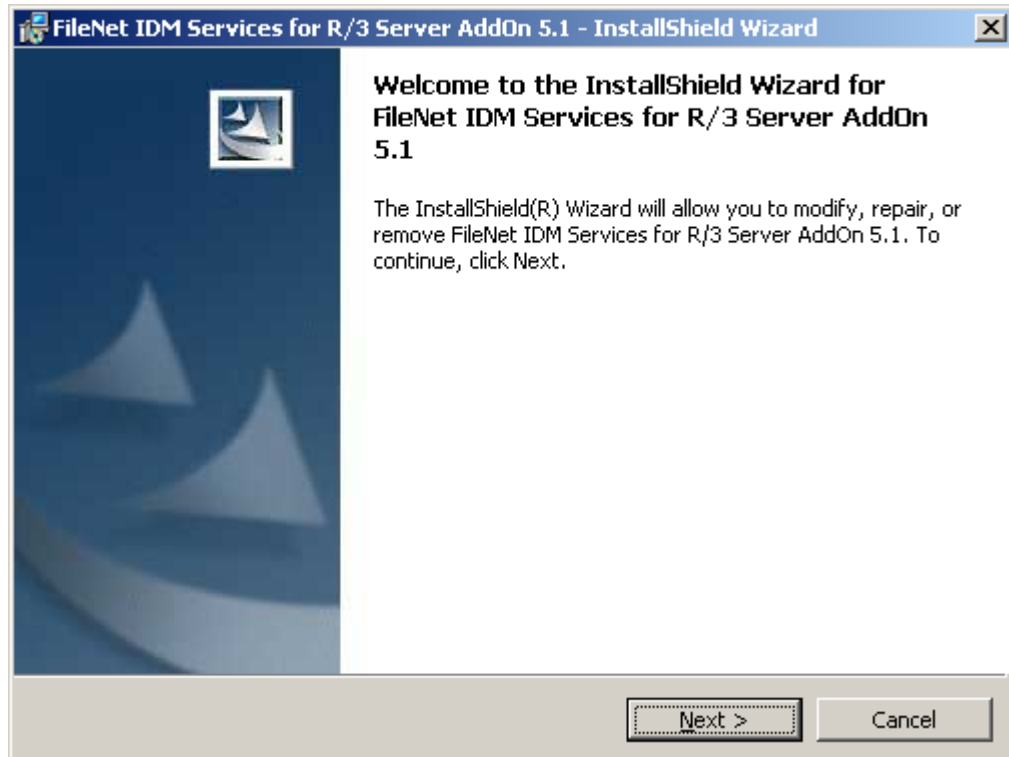 FileNet IDM Services for R/3 Server AddOn 5.1 - InstallShield Wizard
Welcome to the InstallShield Wizard for
FileNet IDM Services for R/3 Server AddOn
5.1
The InstallShield(R) Wizard will allow you to modify, repair, or
remove FileNet IDM Services for R/3 Server AddOn 5.1. To
continue, click Next.
Next >
Cancel